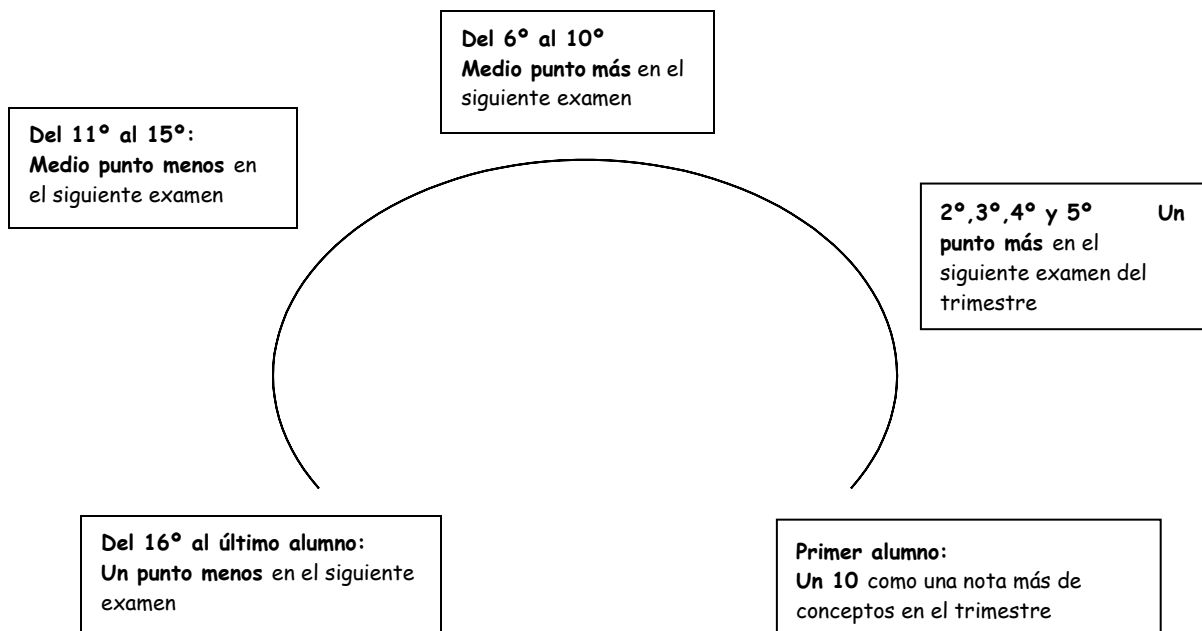 Del 6º al 10º
Medio punto más en el
siguiente examen
Del 11º al 15º:
Medio punto menos en
el siguiente examen
2º,3º,4º y 5º Un
punto más en el
siguiente examen del
trimestre
Del 16º al último alumno:
Un punto menos en el siguiente
examen
Primer alumno:
Un 10 como una nota más de
conceptos en el trimestre